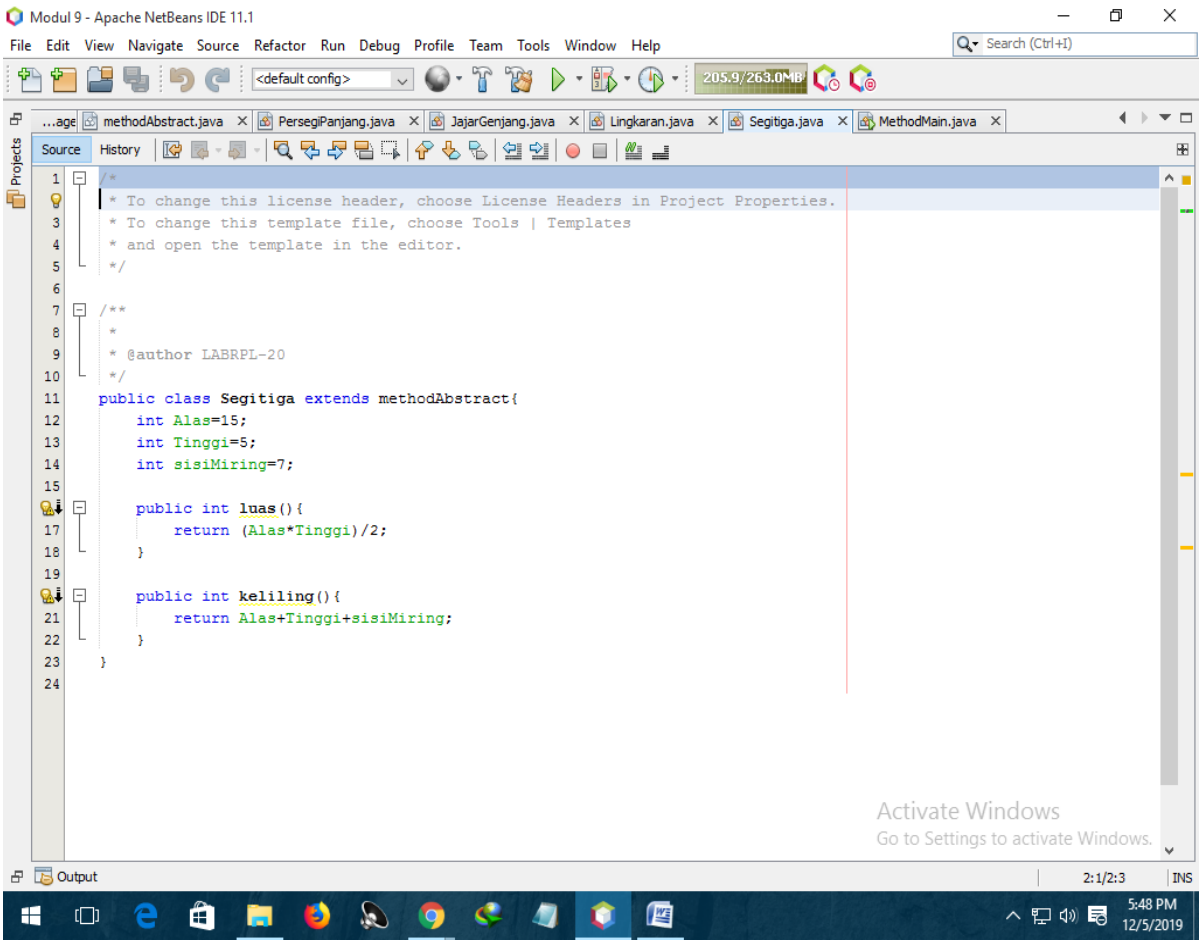 Modul 9 - Apache NetBeans IDE 11.1
File Edit View Navigate Source Refactor Run Debug Profile Team Tools Window Help
Search (Ctrl+I)
<default config>
205.9/263.0MB
...age methodAbstract.java PersegiPanjang.java JajarGenjang.java Lingkaran.java Segitiga.java MethodMain.java
Projects
Source History
1 /*
* To change this license header, choose License Headers in Project Properties.
3 * To change this template file, choose Tools | Templates
4 * and open the template in the editor.
5 */
6
7 /**
8 *
9 * @author LABRPL-20
10 */
11 public class Segitiga extends methodAbstract{
12 int Alas=15;
13 int Tinggi=5;
14 int sisiMiring=7;
15
public int luas(){
17 return (Alas*Tinggi)/2;
18 }
19
public int keliling(){
21 return Alas+Tinggi+sisiMiring;
22 }
23 }
24
Activate Windows
Go to Settings to activate Windows.
Output
2:1/2:3 INS
5:48 PM
12/5/2019